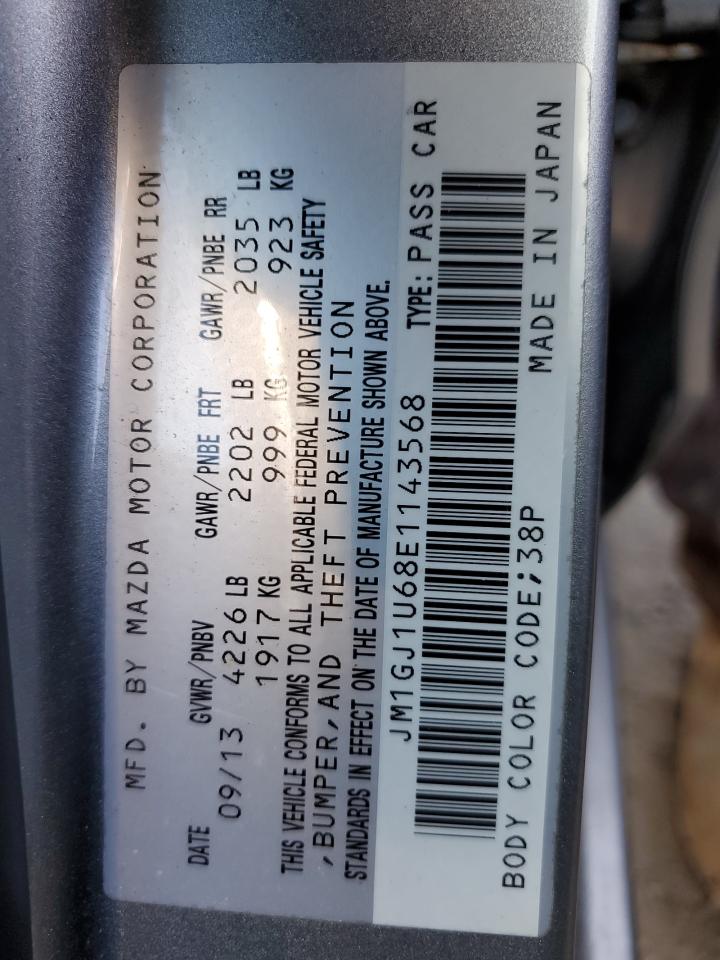 MFD. BY MAZDA MOTOR CORPORATION
DATE GVWR/PNBV GAWR/PNBE FRT GAWR/PNBE RR
09/13 4226 LB 2202 LB 2035 LB
1917 KG 999 KG 923 KG
THIS VEHICLE CONFORMS TO ALL APPLICABLE FEDERAL MOTOR VEHICLE SAFETY
,BUMPER,AND THEFT PREVENTION
STANDARDS IN EFFECT ON THE DATE OF MANUFACTURE SHOWN ABOVE.
JM1GJ1U68E1143568 TYPE: PASS CAR
BODY COLOR CODE;38P MADE IN JAPAN